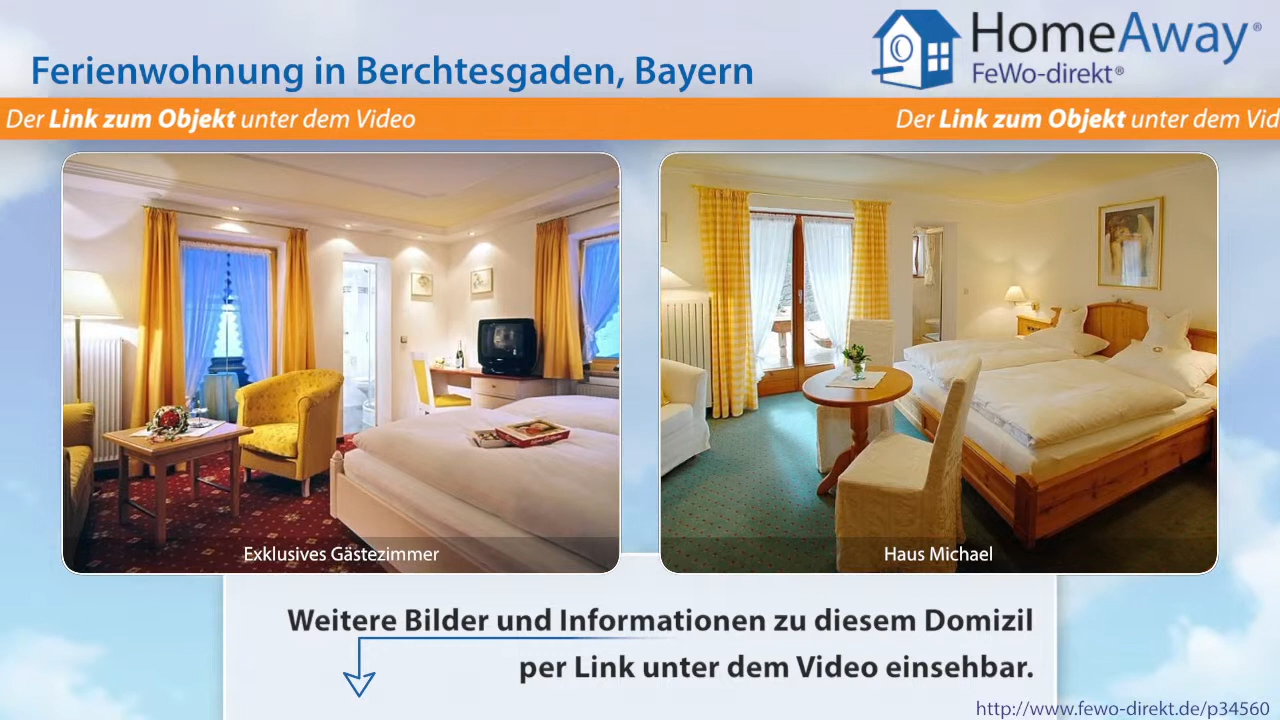 HomeAway®
FeWo-direkt®
Ferienwohnung in Berchtesgaden, Bayern
Der Link zum Objekt unter dem Video
Der Link zum Objekt unter dem Vid
Exklusives Gästezimmer
Haus Michael
Weitere Bilder und Informationen zu diesem Domizil
per Link unter dem Video einsehbar.
http://www.fewo-direkt.de/p34560